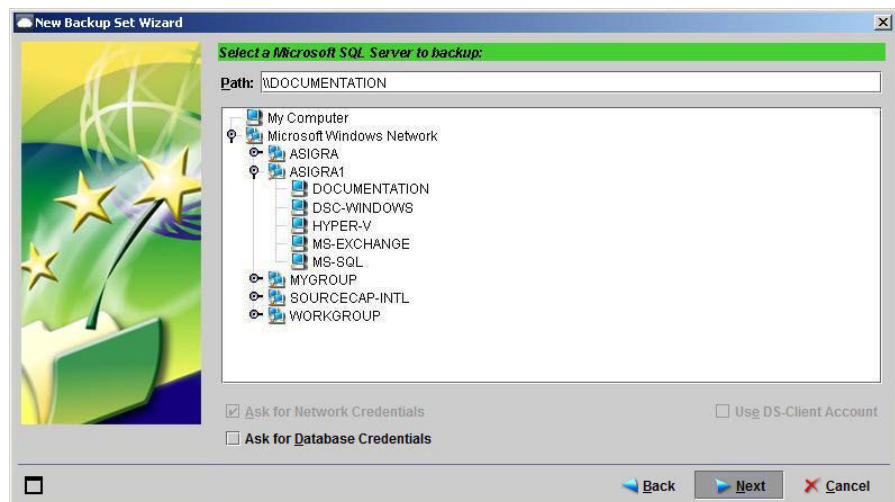 New Backup Set Wizard
Select a Microsoft SQL Server to backup:
Path: \\DOCUMENTATION
My Computer
Microsoft Windows Network
ASIGRA
ASIGRA1
DOCUMENTATION
DSC-WINDOWS
HYPER-V
MS-EXCHANGE
MS-SQL
MYGROUP
SOURCECAP-INTL
WORKGROUP
Ask for Network Credentials Use DS-Client Account
Ask for Database Credentials
Back Next Cancel